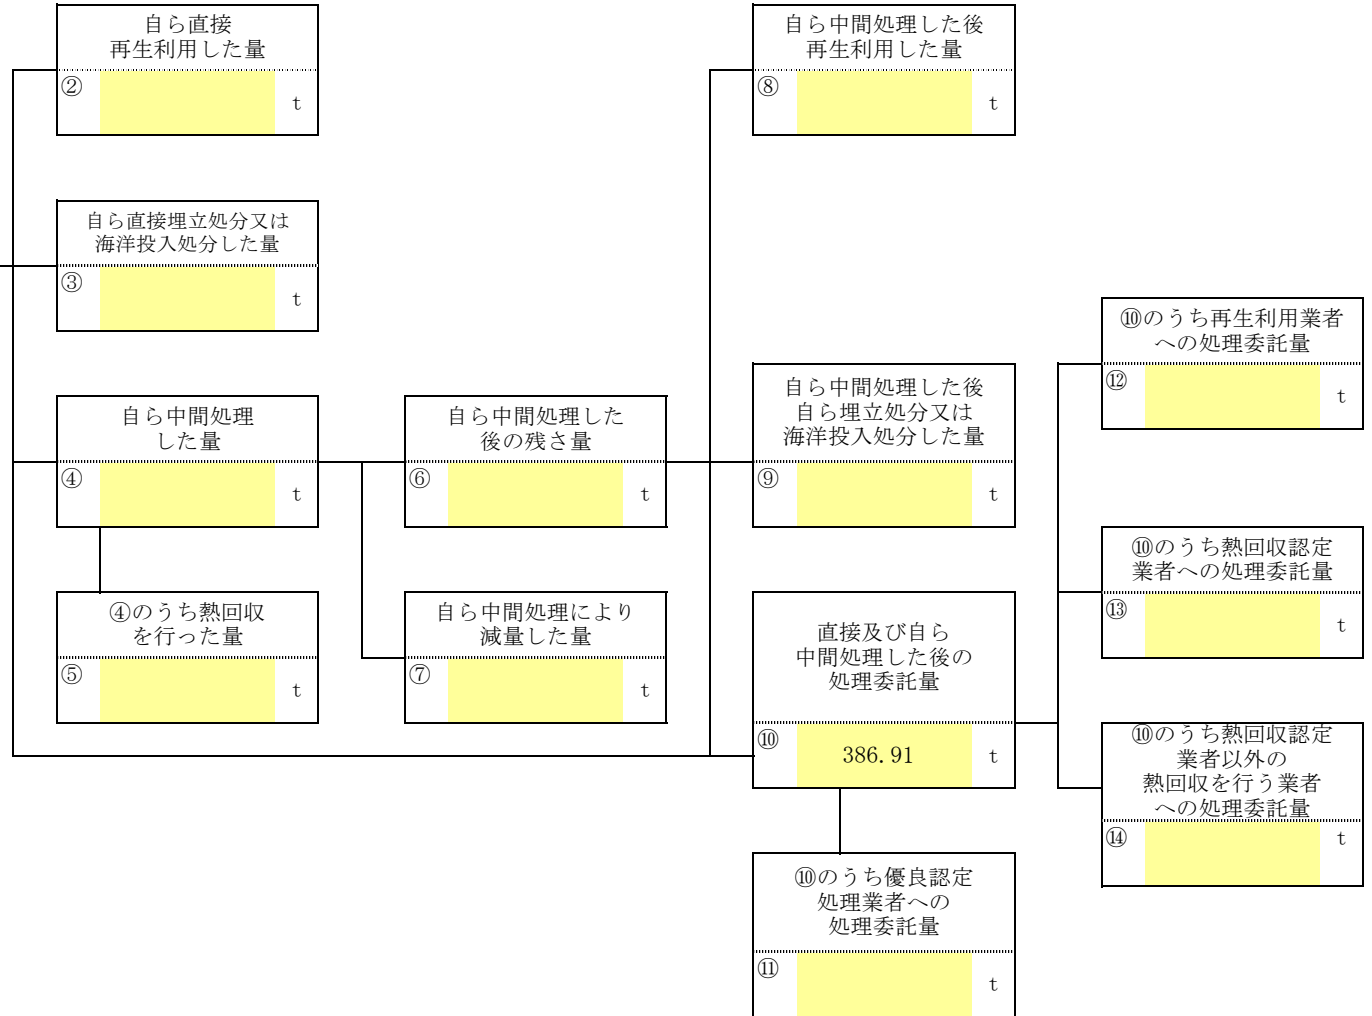 自ら直接
再生利用した量
②
t
自ら中間処理した後
再生利用した量
⑧
t
自ら直接埋立処分又は
海洋投入処分した量
③
t
⑩のうち再生利用業者
への処理委託量
⑫
t
自ら中間処理
した量
④
t
自ら中間処理した
後の残さ量
⑥
t
自ら中間処理した後
自ら埋立処分又は
海洋投入処分した量
⑨
t
⑩のうち熱回収認定
業者への処理委託量
⑬
t
④のうち熱回収
を行った量
⑤
t
自ら中間処理により
減量した量
⑦
t
直接及び自ら
中間処理した後の
処理委託量
⑩
386.91
t
⑩のうち熱回収認定
業者以外の
熱回収を行う業者
への処理委託量
⑭
t
⑩のうち優良認定
処理業者への
処理委託量
⑪
t